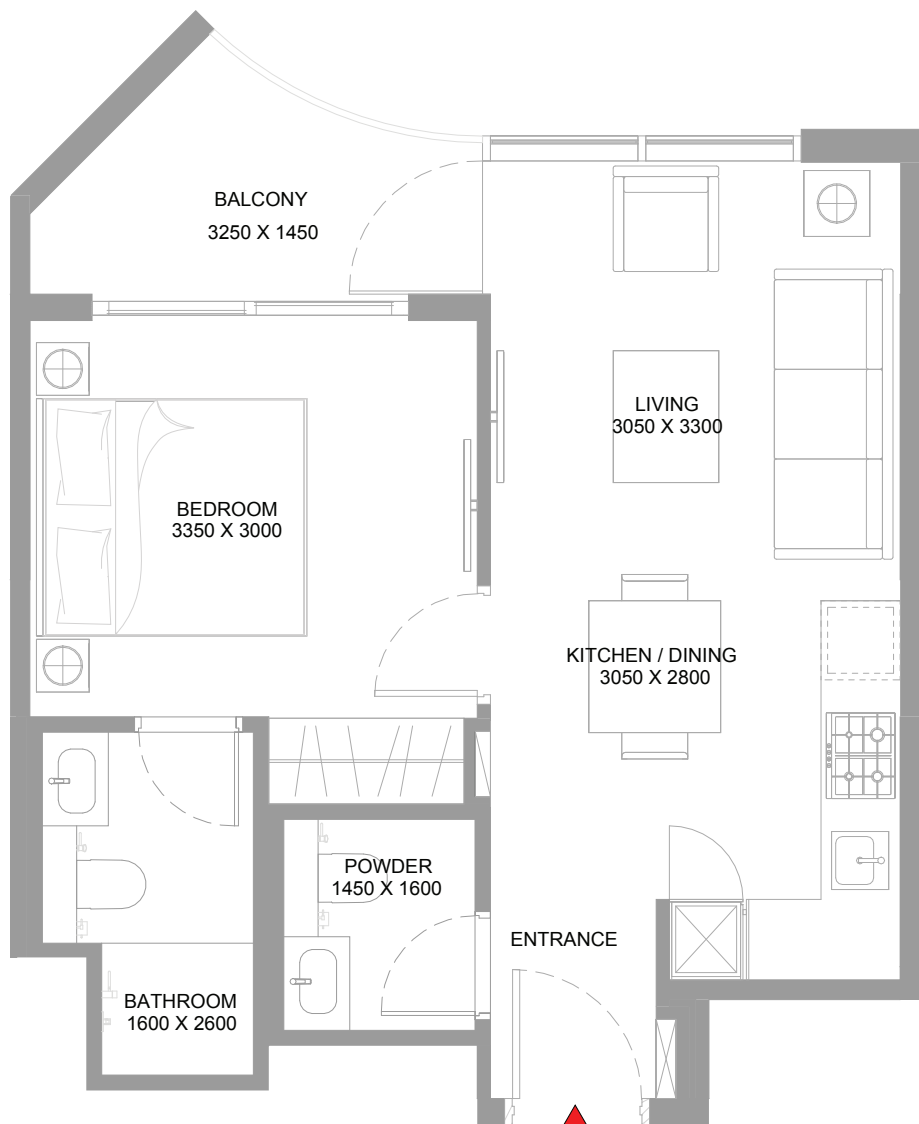 BALCONY
3250 X 1450
LIVING
3050 X 3300
BEDROOM
3350 X 3000
KITCHEN / DINING
3050 X 2800
POWDER
1450 X 1600
ENTRANCE
BATHROOM
1600 X 2600